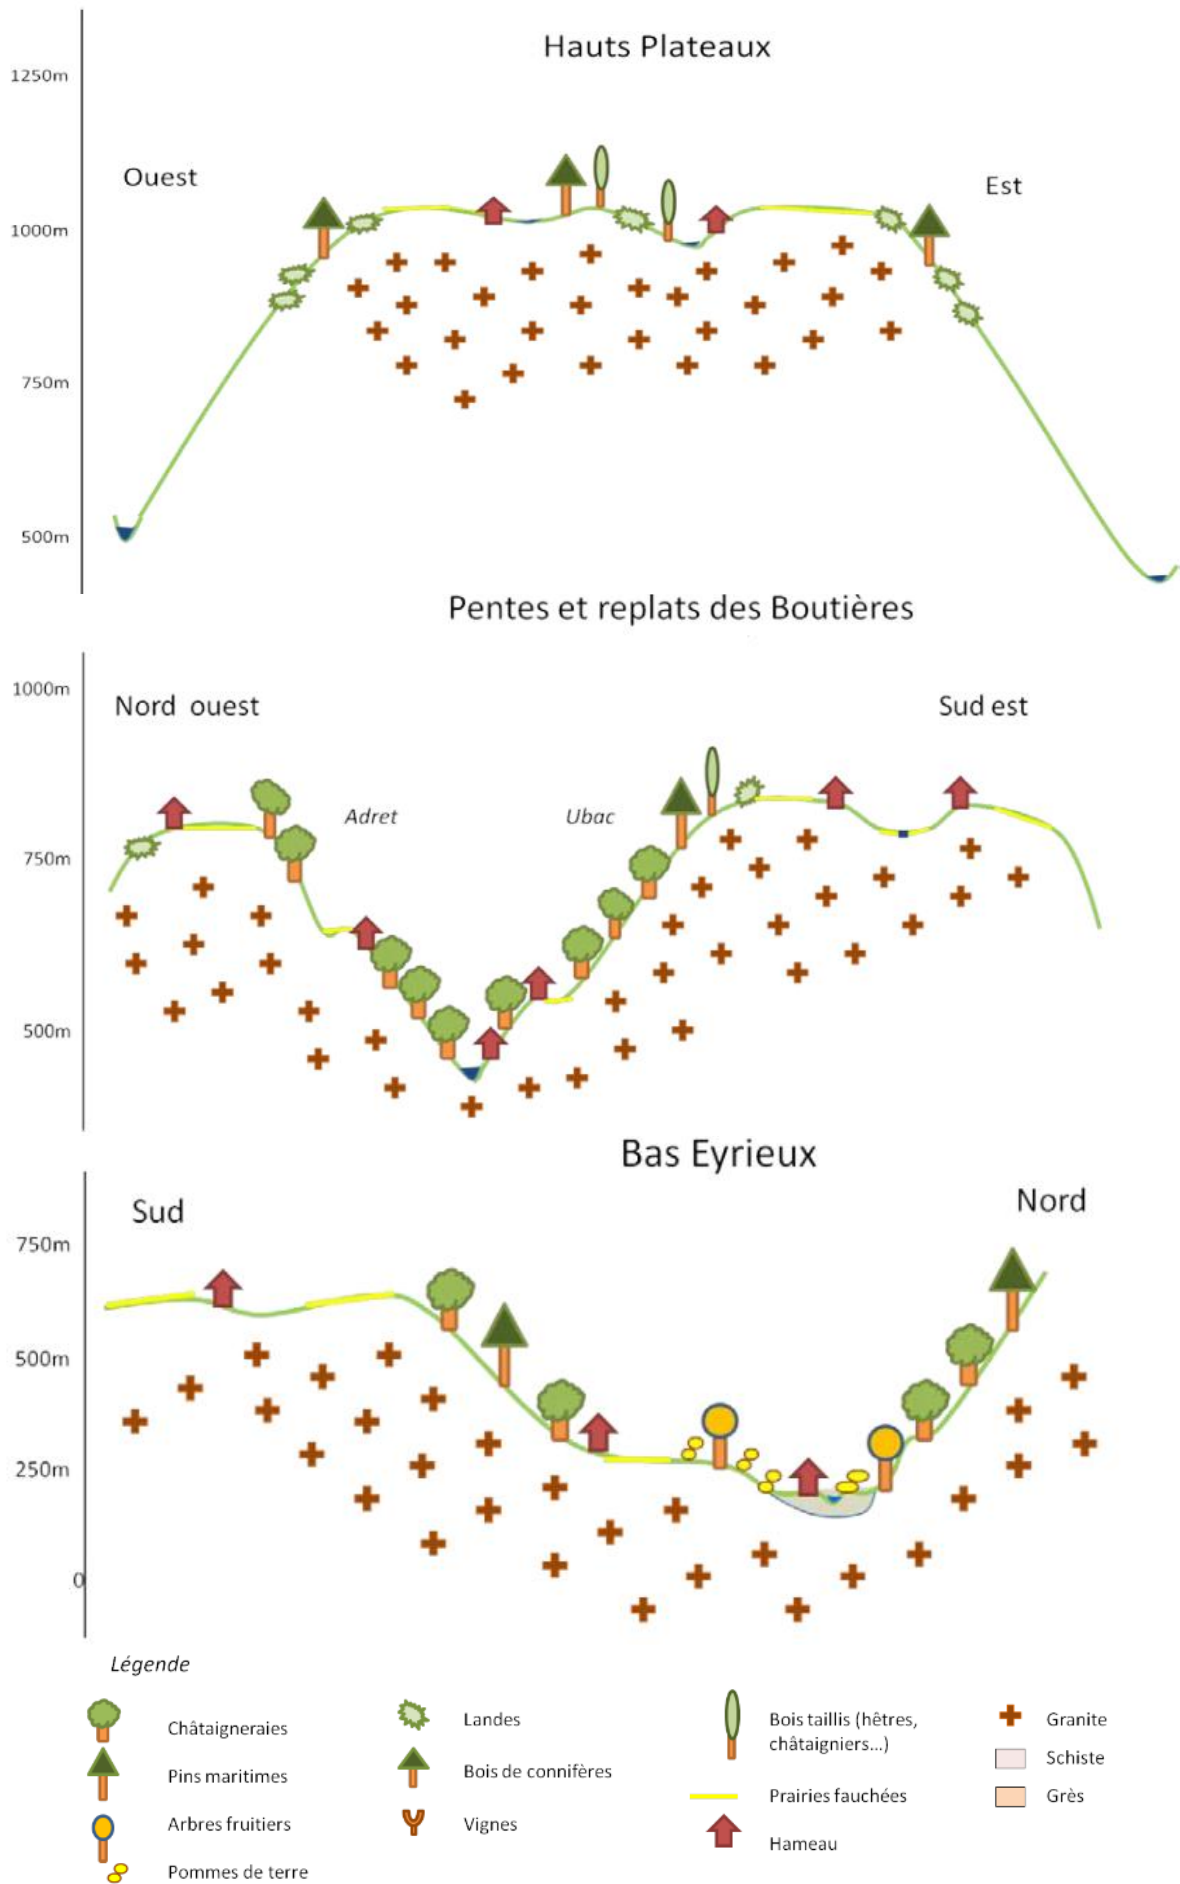 Hauts Plateaux
1250m
Ouest
Est
1000m
750m
500m
Pentes et replats des Boutières
1000m
Nord ouest
Sud est
Adret
Ubac
750m
500m
Bas Eyrieux
Sud
Nord
750m
500m
250m
0
Légende
Châtaigneraies
Pins maritimes
Arbres fruitiers
Pommes de terre
Landes
Bois de connifères
Vignes
Bois taillis (hêtres,
châtaigniers...)
Prairies fauchées
Hameau
Granite
Schiste
Grès